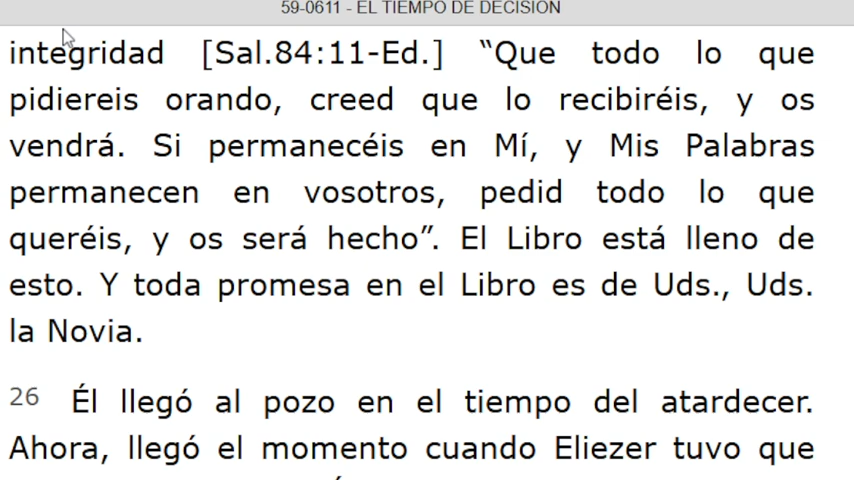 59-0611 - EL TIEMPO DE DECISIÓN
integridad [Sal.84:11-Ed.] “Que todo lo que
pidiereis orando, creed que lo recibiréis, y os
vendrá. Si permanecéis en Mí, y Mis Palabras
permanecen en vosotros, pedid todo lo que
queréis, y os será hecho”. El Libro está lleno de
esto. Y toda promesa en el Libro es de Uds., Uds.
la Novia.
26 Él llegó al pozo en el tiempo del atardecer.
Ahora, llegó el momento cuando Eliezer tuvo que